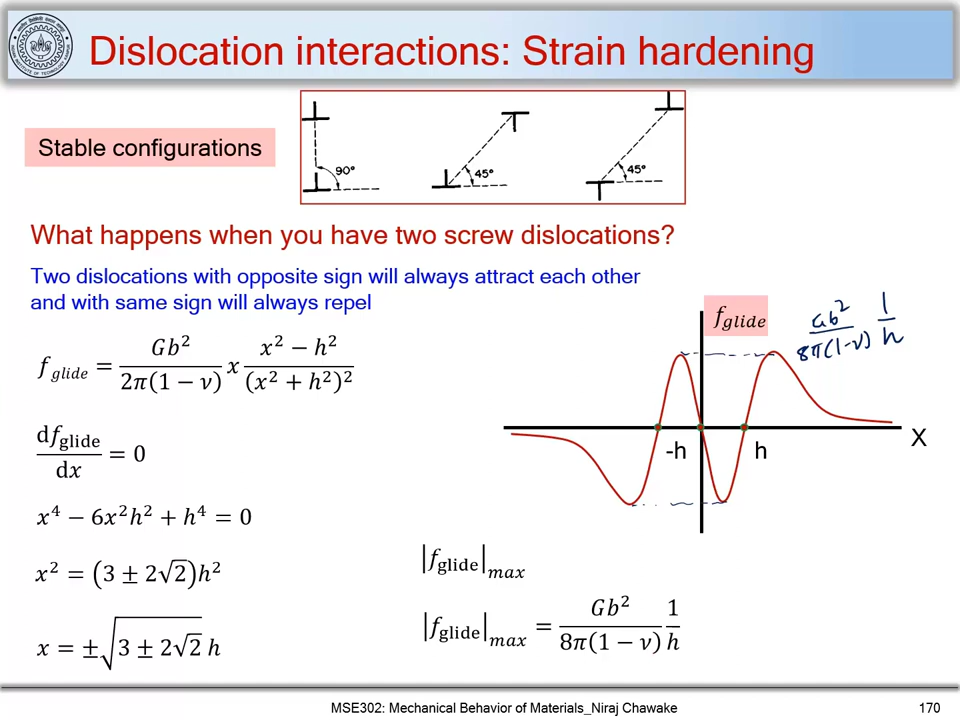 Dislocation interactions: Strain hardening
Stable configurations
90°
45°
45°
What happens when you have two screw dislocations?
Two dislocations with opposite sign will always attract each other
and with same sign will always repel
f_glide = Gb²/(2π(1 − ν)) x (x² − h²)/(x² + h²)²
df_glide/dx = 0
x⁴ − 6x²h² + h⁴ = 0
x² = (3 ± 2√2)h²
x = ±√(3 ± 2√2) h
f_glide
Gb²/(8π(1-ν)) 1/h
X
-h
h
|f_glide|_max
|f_glide|_max = Gb²/(8π(1 − ν)) 1/h
MSE302: Mechanical Behavior of Materials_Niraj Chawake
170